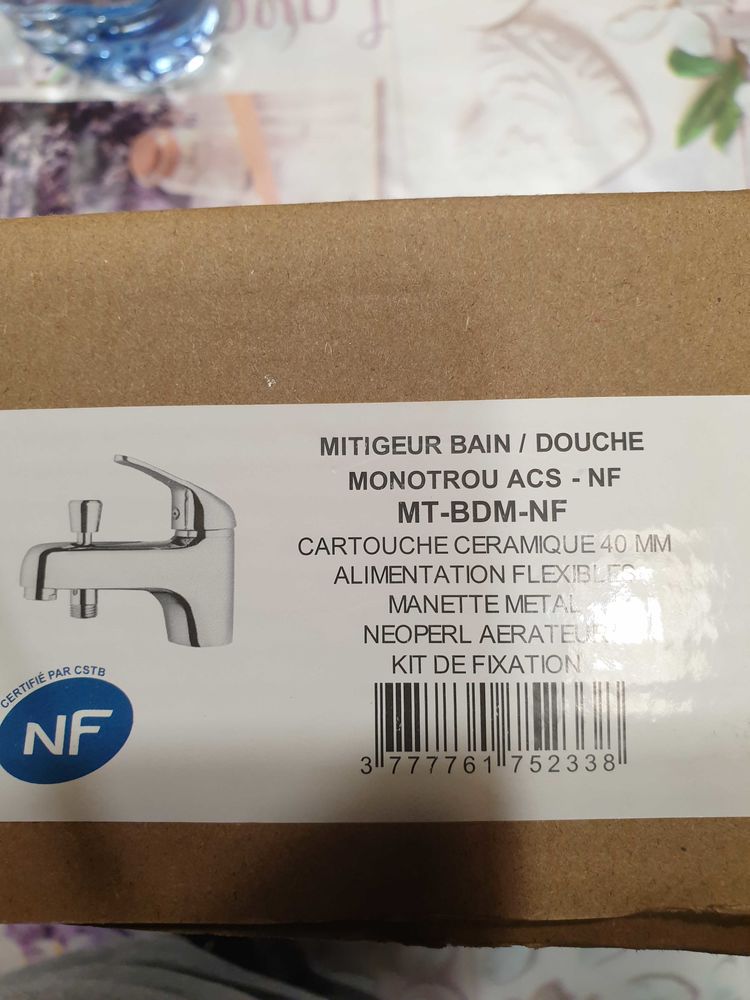 MITIGEUR BAIN / DOUCHE
MONOTROU ACS - NF
MT-BDM-NF
CARTOUCHE CERAMIQUE 40 MM
ALIMENTATION FLEXIBLES
MANETTE METAL
NEOPERL AERATEUR
KIT DE FIXATION
CERTIFIÉ PAR CSTB
NF
3 777761 752338